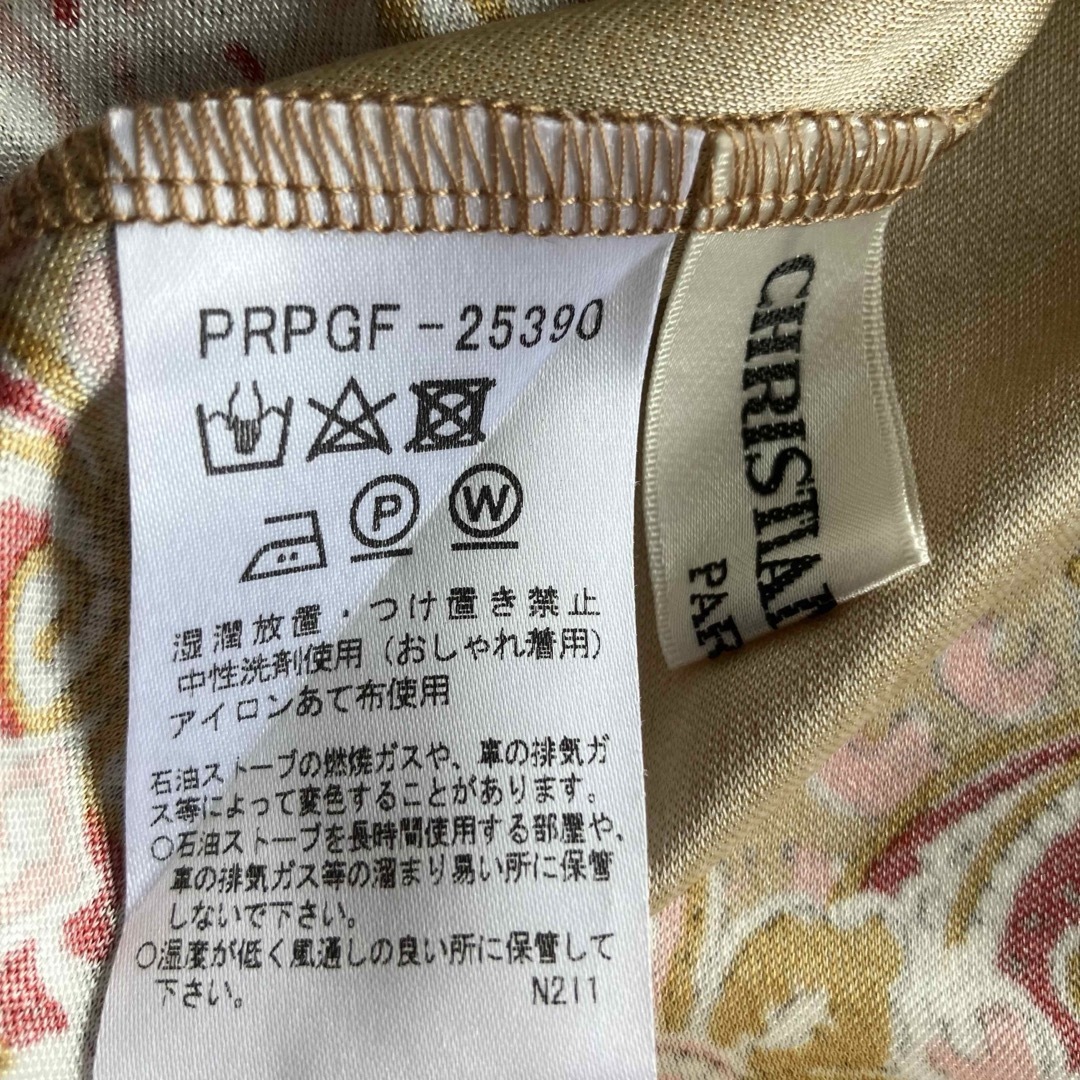 PRPGF-25390
P W
湿潤放置・つけ置き禁止
中性洗剤使用（おしゃれ着用）
アイロンあて布使用
石油ストーブの燃焼ガスや、車の排気ガ
ス等によって変色することがあります。
○石油ストーブを長時間使用する部屋や、
車の排気ガス等の溜まり易い所に保管
しないで下さい。
○湿度が低く風通しの良い所に保管して
下さい。
N211